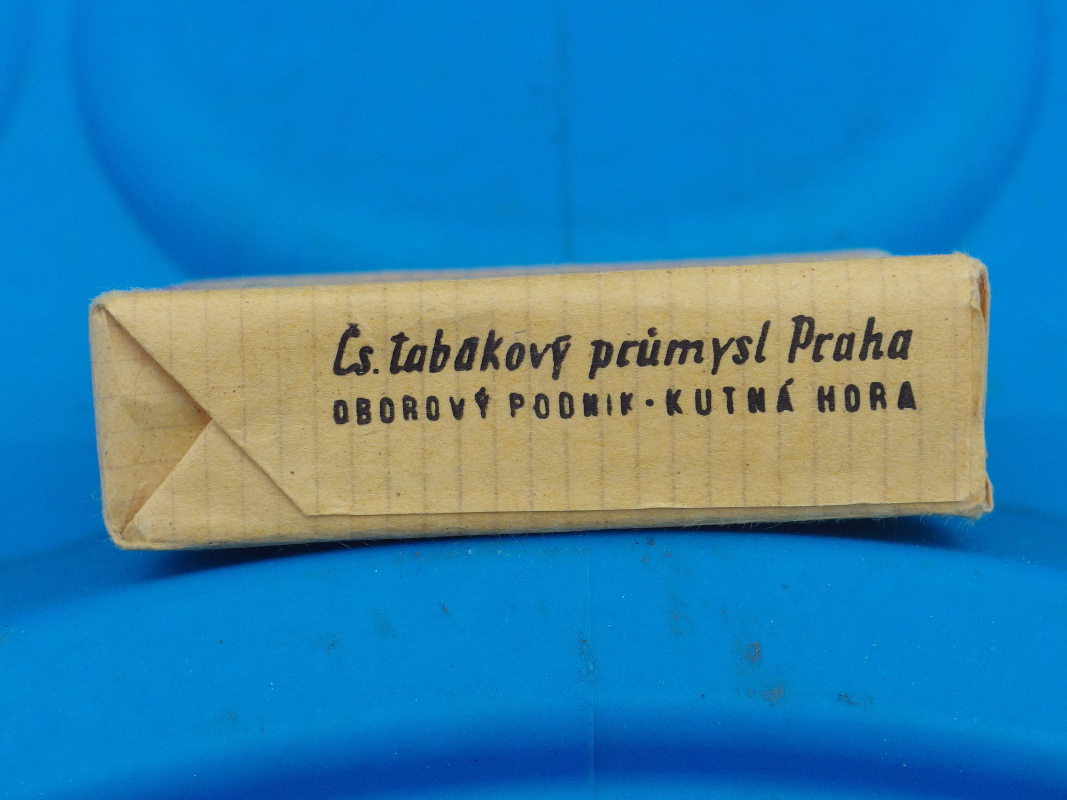 Čs. tabákový průmysl Praha
OBOROVÝ PODNIK · KUTNÁ HORA